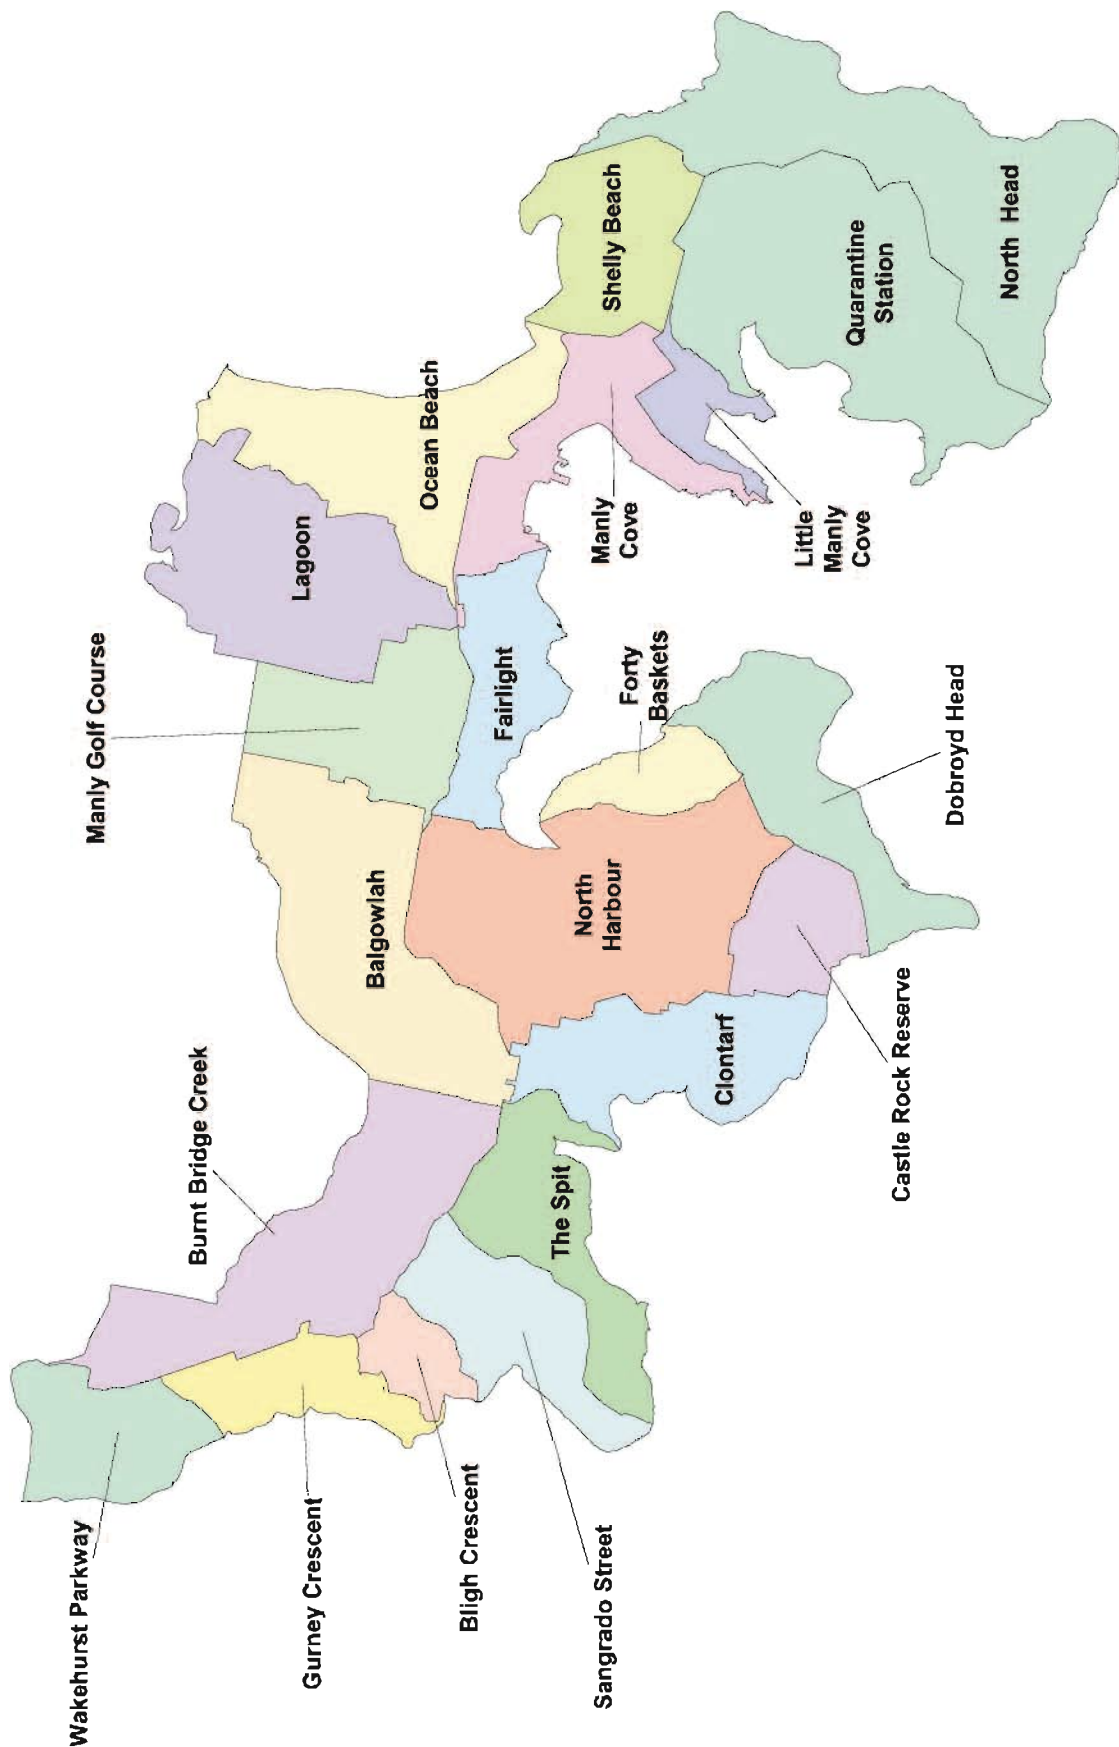 Wakehurst Parkway
Burnt Bridge Creek
Manly Golf Course
Gurney Crescent
Lagoon
Balgowlah
Ocean Beach
Bligh Crescent
Fairlight
The Spit
Sangrado Street
North
Harbour
Manly
Cove
Shelly Beach
Forty
Baskets
Clontarf
Little
Manly
Cove
Castle Rock Reserve
Dobroyd Head
Quarantine
Station
North Head